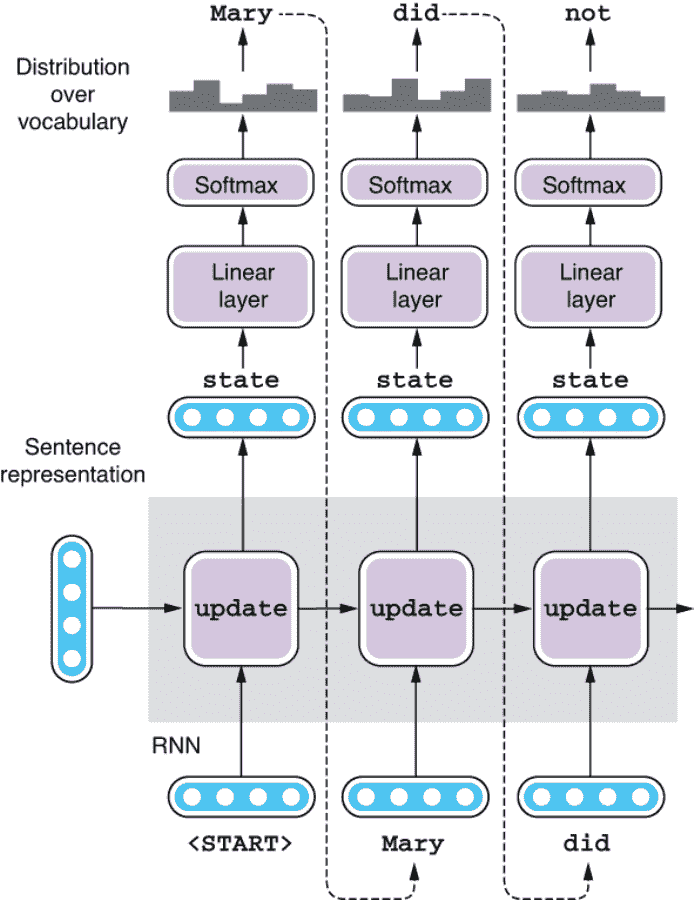 Mary
did
not
Distribution
over
vocabulary
Softmax
Softmax
Softmax
Linear
layer
Linear
layer
Linear
layer
state
state
state
Sentence
representation
update
update
update
RNN
<START>
Mary
did